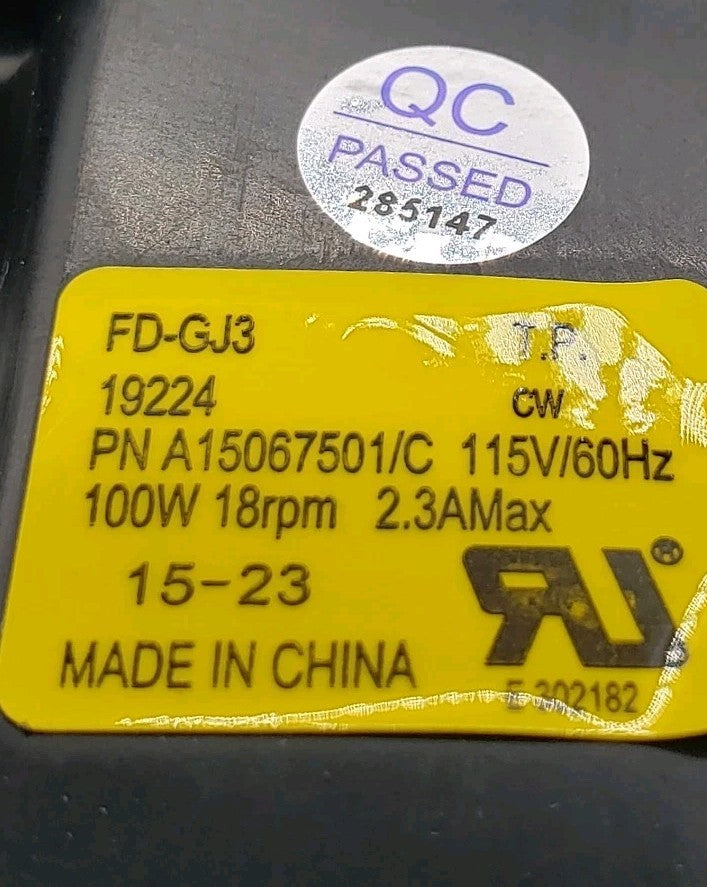 QC
PASSED
285147
FD-GJ3 T.P.
19224 CW
PN A15067501/C 115V/60Hz
100W 18rpm 2.3AMax
15-23
RU®
MADE IN CHINA
E 302182